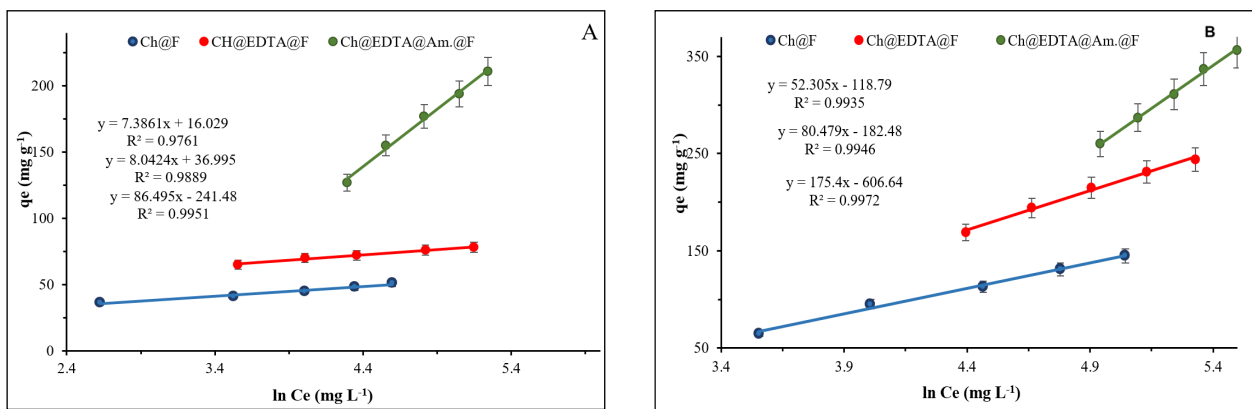 Ch@F CH@EDTA@F Ch@EDTA@Am.@F
A
200
150
100
50
0
qe (mg g⁻¹)
y = 7.3861x + 16.029
R² = 0.9761
y = 8.0424x + 36.995
R² = 0.9889
y = 86.495x - 241.48
R² = 0.9951
2.4 3.4 4.4 5.4
ln Ce (mg L⁻¹)
Ch@F Ch@EDTA@F Ch@EDTA@Am.@F
B
350
250
150
50
qe (mg g⁻¹)
y = 52.305x - 118.79
R² = 0.9935
y = 80.479x - 182.48
R² = 0.9946
y = 175.4x - 606.64
R² = 0.9972
3.4 3.9 4.4 4.9 5.4
ln Ce (mg L⁻¹)